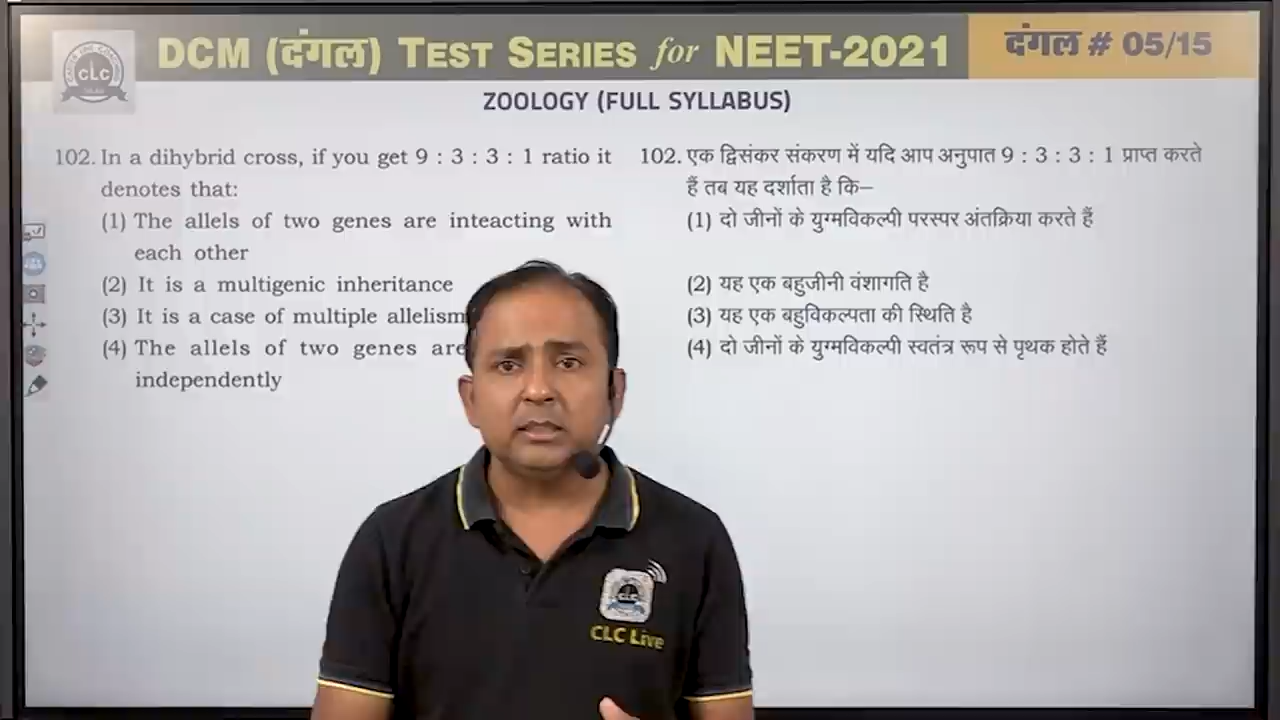 DCM (दंगल) TEST SERIES for NEET-2021
दंगल # 05/15
CLC
ZOOLOGY (FULL SYLLABUS)
102. In a dihybrid cross, if you get 9 : 3 : 3 : 1 ratio it
denotes that:
(1) The allels of two genes are inteacting with
each other
(2) It is a multigenic inheritance
(3) It is a case of multiple allelism
(4) The allels of two genes are
independently
102. एक द्विसंकर संकरण में यदि आप अनुपात 9 : 3 : 3 : 1 प्राप्त करते
हैं तब यह दर्शाता है कि–
(1) दो जीनों के युग्मविकल्पी परस्पर अंतक्रिया करते हैं
(2) यह एक बहुजीनी वंशागति है
(3) यह एक बहुविकल्पता की स्थिति है
(4) दो जीनों के युग्मविकल्पी स्वतंत्र रूप से पृथक होते हैं
CLC
CLC Live